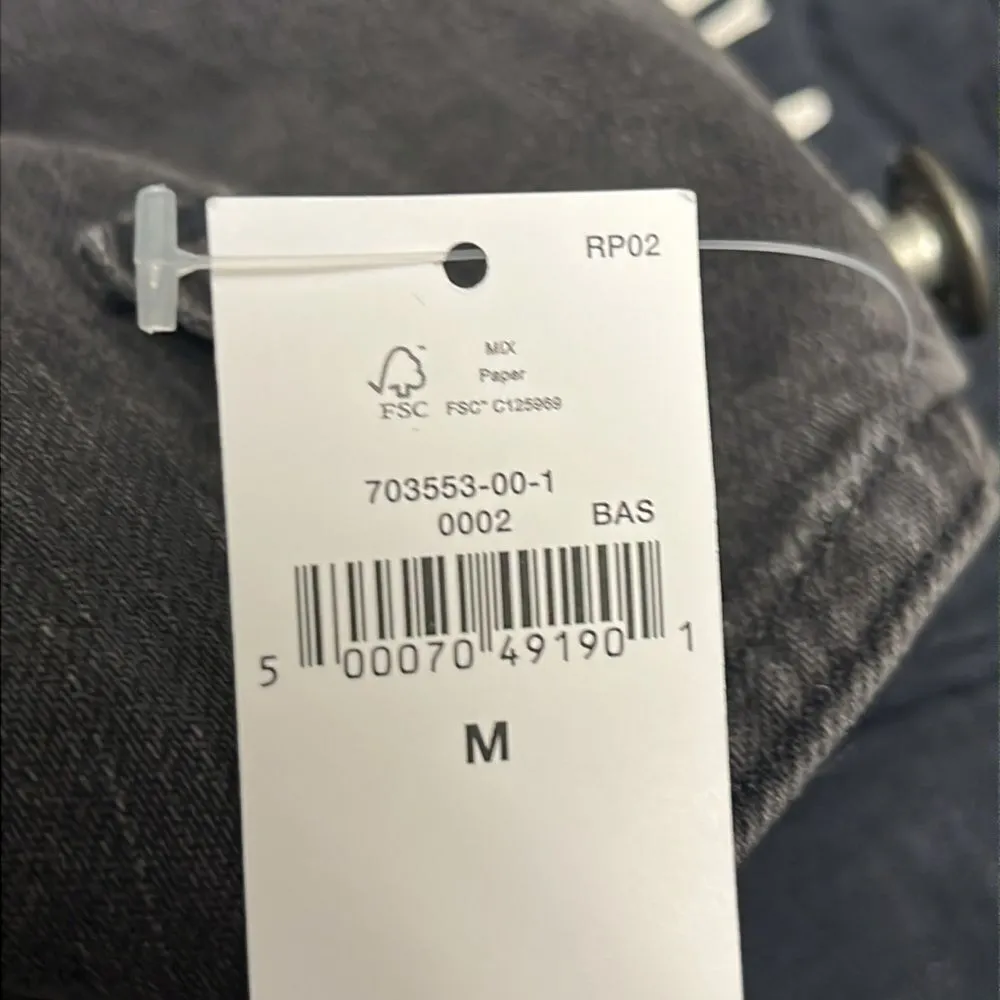 RP02
MIX
Paper
FSC FSC™ C125969
703553-00-1
0002 BAS
5 00070 49190 1
M